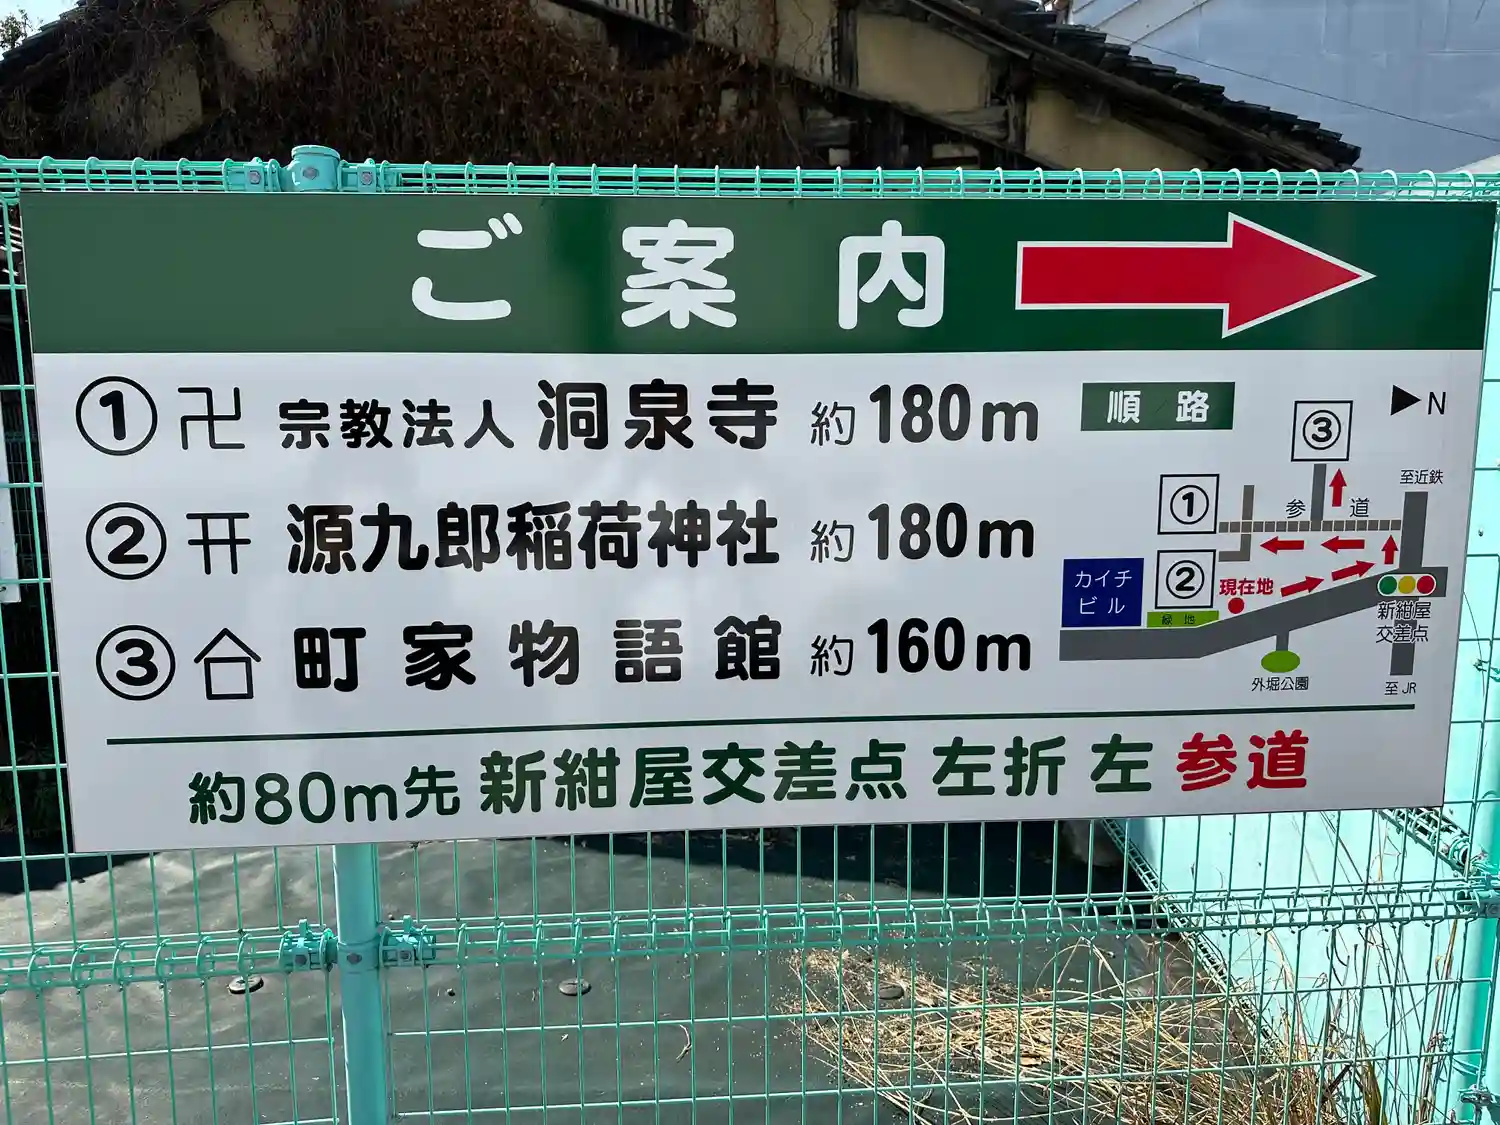 ご案内
① 卍 宗教法人 洞泉寺 約180m
② 源九郎稲荷神社 約180m
③ 町家物語館 約160m
約80m先 新紺屋交差点 左折 左 参道
順路
N
③
至近鉄
①
参道
②
現在地
カイチ
ビル
緑地
新紺屋
交差点
外堀公園
至JR